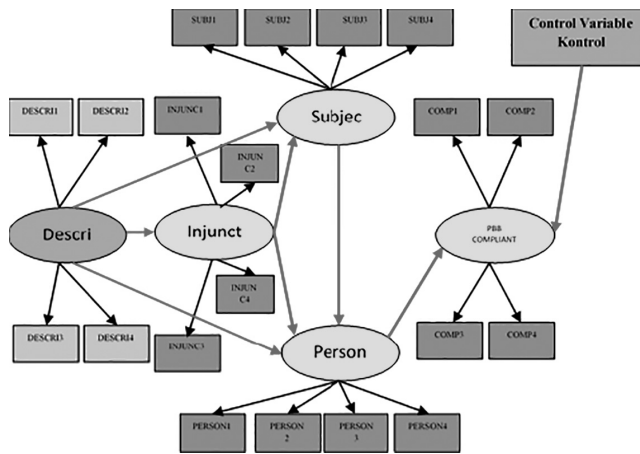 SUBJ1
SUBJ2
SUBJ3
SUBJ4
Control Variable
Kontrol
DESCRI1
DESCRI2
INJUNC1
Subjec
COMP1
COMP2
INJUN
C2
Descri
Injunct
PBB
COMPLIANT
INJUN
C4
DESCRI3
DESCRI4
INJUNC3
Person
COMP3
COMP4
PERSON1
PERSON
2
PERSON
3
PERSON4